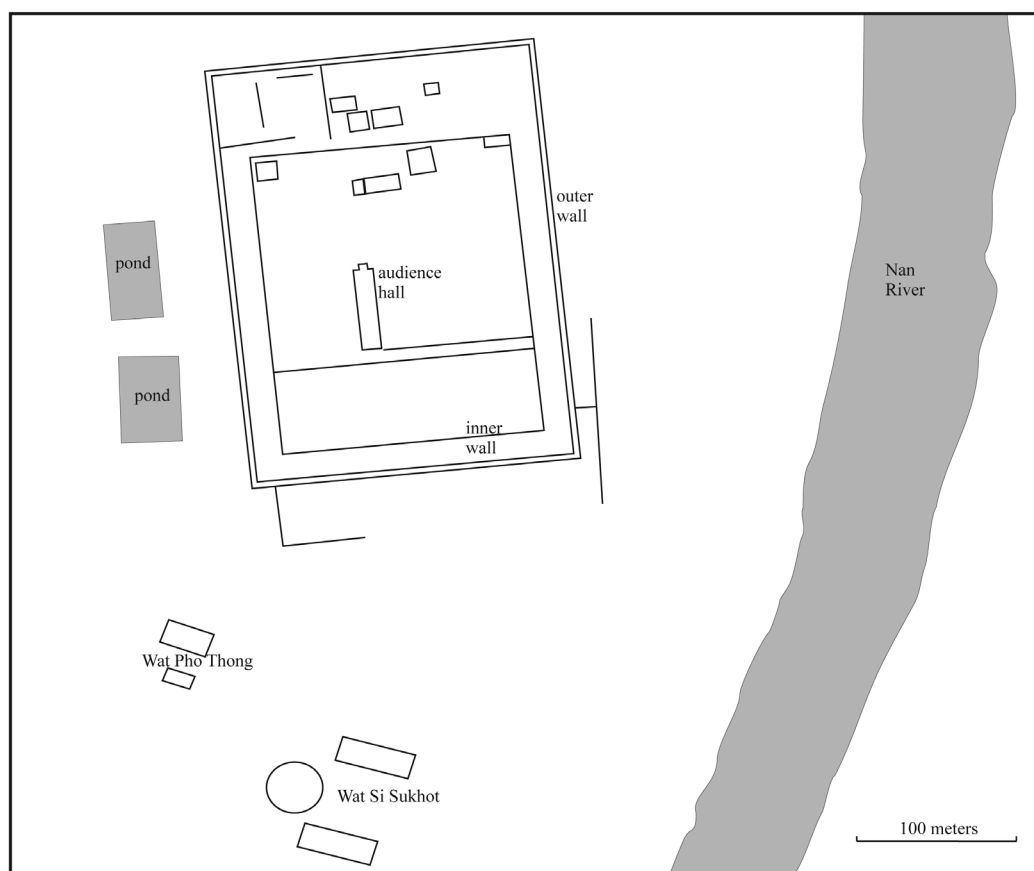 outer
wall
pond
audience
hall
Nan
River
pond
inner
wall
Wat Pho Thong
Wat Si Sukhot
100 meters